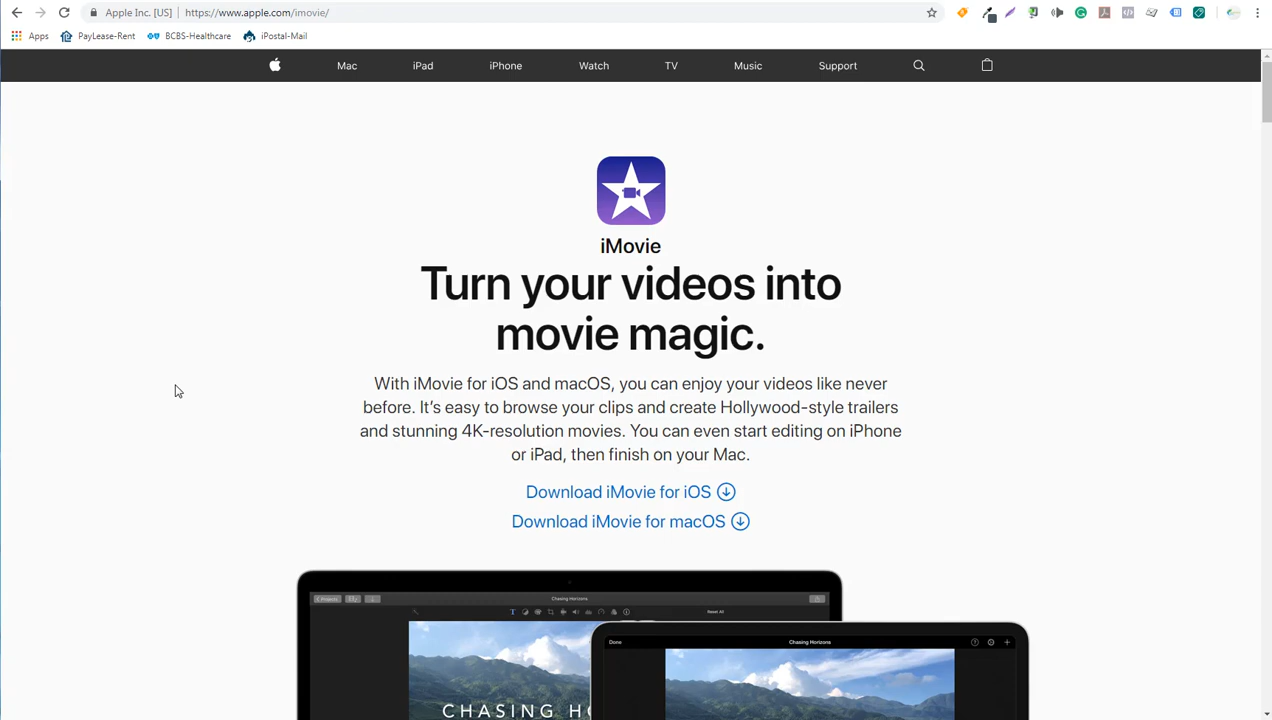 Apple Inc. [US]
https://www.apple.com/imovie/
Apps PayLease-Rent BCBS-Healthcare iPostal-Mail
Mac iPad iPhone Watch TV Music Support
iMovie
Turn your videos into
movie magic.
With iMovie for iOS and macOS, you can enjoy your videos like never
before. It's easy to browse your clips and create Hollywood-style trailers
and stunning 4K-resolution movies. You can even start editing on iPhone
or iPad, then finish on your Mac.
Download iMovie for iOS
Download iMovie for macOS
Projects Chasing Horizons
T Reset All
Done Chasing Horizons
CHASING HO